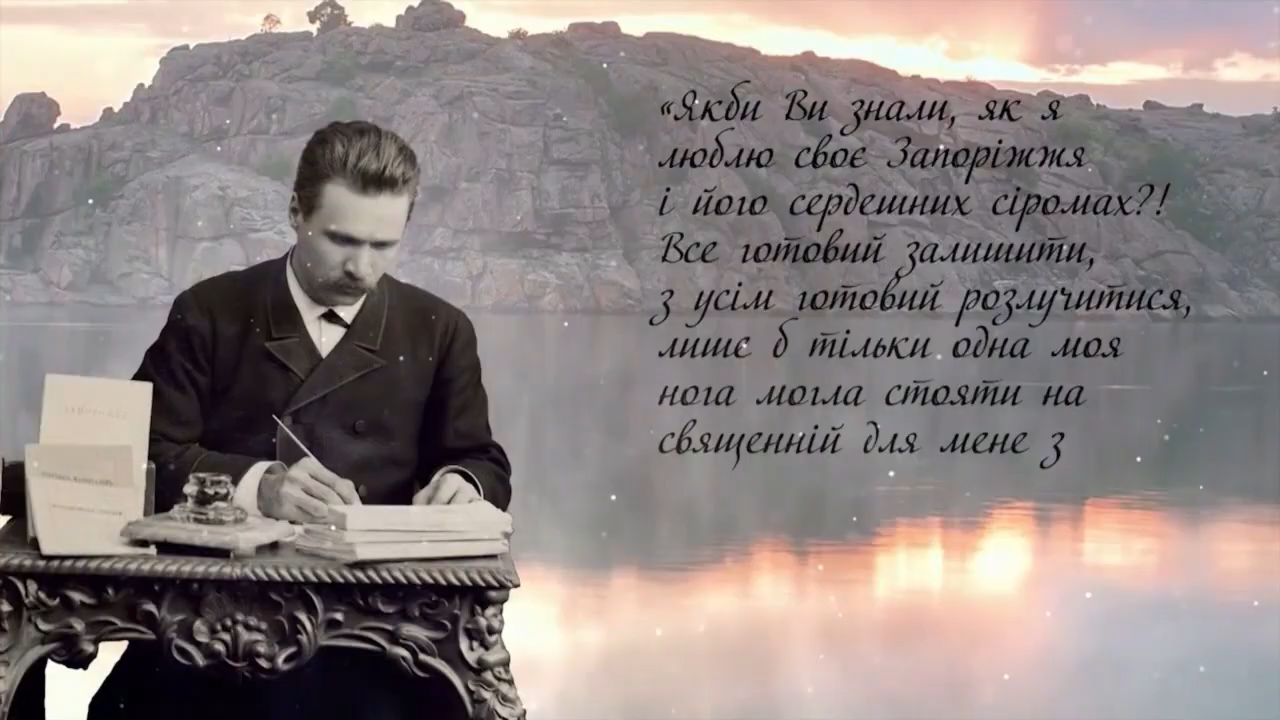 «Якби Ви знали, як я
люблю своє Запоріжжя
і його сердешних сіромах?!
Все готовий залишити,
з усім готовий розлучитися,
лише б тільки одна моя
нога могла стояти на
священній для мене з